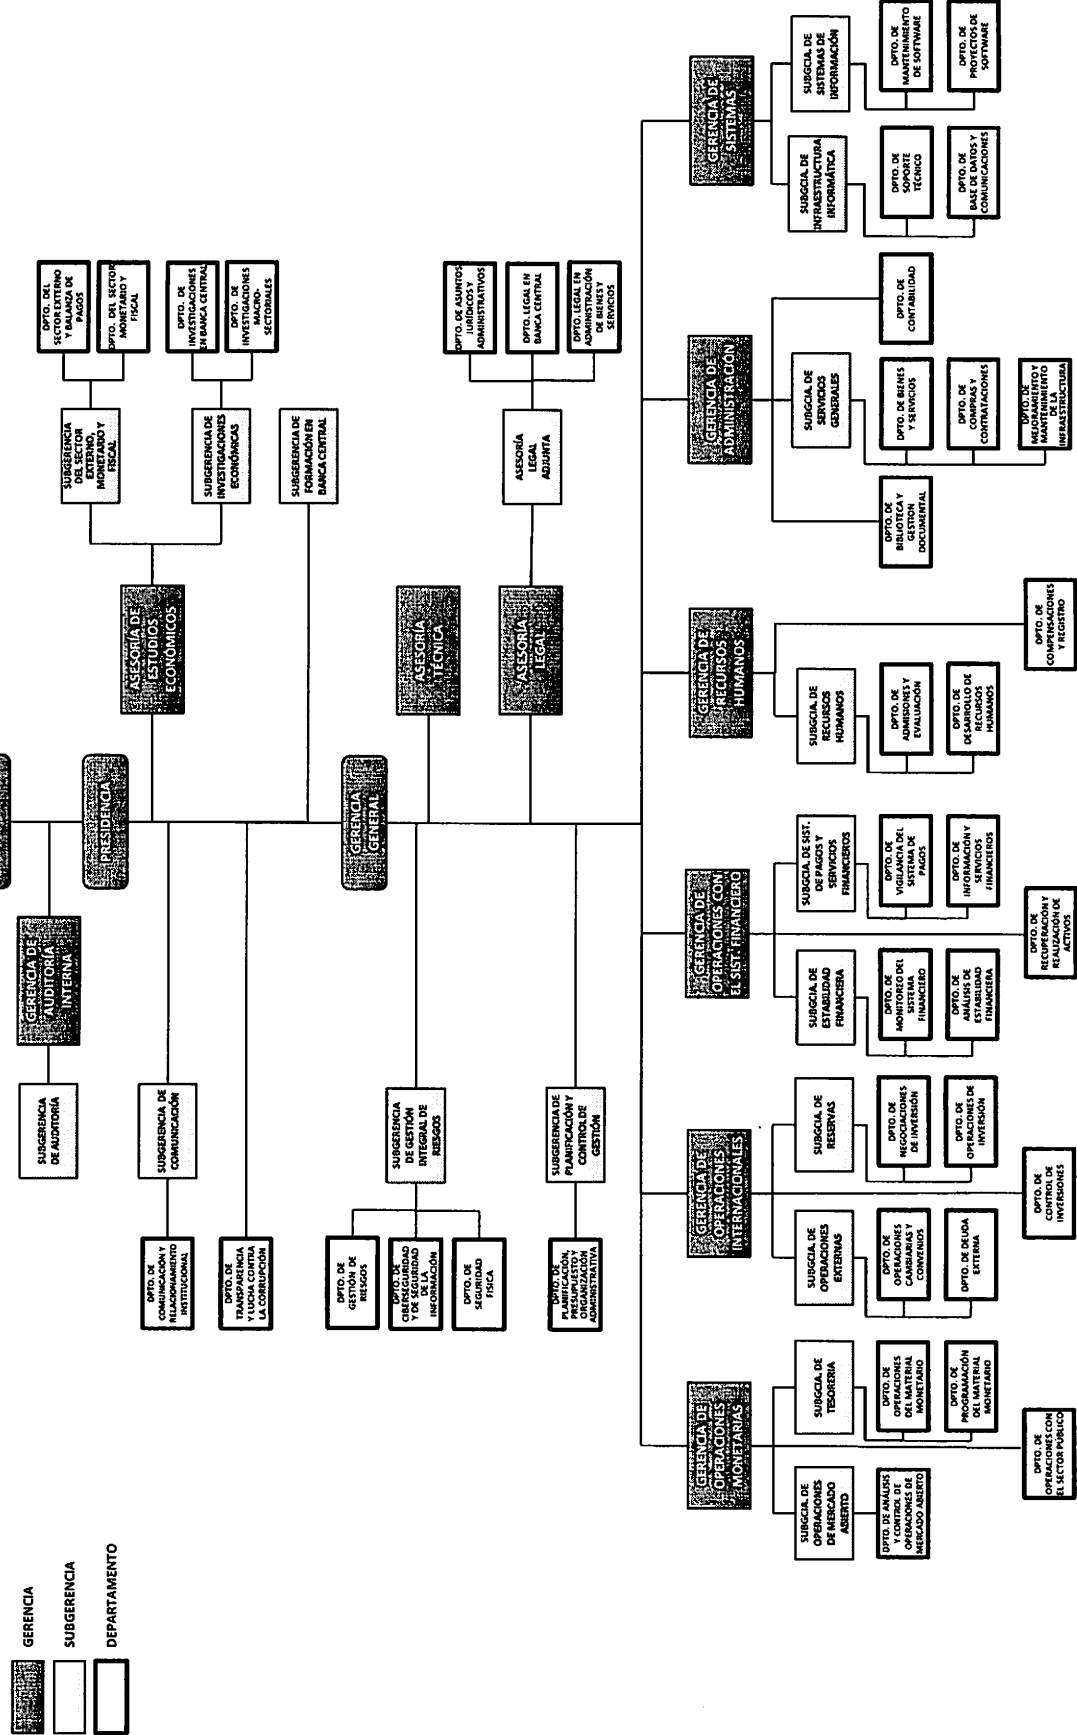 GERENCIA
SUBGERENCIA
DEPARTAMENTO
GERENCIA DE
AUDITORÍA
INTERNA
SUBGERENCIA
DE AUDITORÍA
PRESIDENCIA
ASESORÍA DE
ESTUDIOS
ECONÓMICOS
SUBGERENCIA
DEL SECTOR
EXTERNO,
MONETARIO Y
FISCAL
DPTO. DEL
SECTOR EXTERNO
Y BALANZA DE
PAGOS
DPTO. DEL SECTOR
MONETARIO Y
FISCAL
SUBGERENCIA DE
INVESTIGACIONES
ECONÓMICAS
DPTO. DE
INVESTIGACIONES
EN BANCA CENTRAL
DPTO. DE
INVESTIGACIONES
MACRO-
SECTORIALES
SUBGERENCIA DE
COMUNICACIÓN
DPTO. DE
COMUNICACIÓN Y
RELACIONAMIENTO
INSTITUCIONAL
DPTO. DE
TRANSPARENCIA
Y LUCHA CONTRA
LA CORRUPCIÓN
SUBGERENCIA DE
FORMACIÓN EN
BANCA CENTRAL
GERENCIA
GENERAL
ASESORÍA
TÉCNICA
SUBGERENCIA
DE GESTIÓN
INTEGRAL DE
RIESGOS
DPTO. DE
GESTIÓN DE
RIESGOS
DPTO. DE
CIBERSEGURIDAD
Y DE SEGURIDAD
DE LA
INFORMACIÓN
DPTO. DE
SEGURIDAD
FISICA
ASESORÍA
LEGAL
ASESORÍA
LEGAL
ADJUNTA
DPTO. DE ASUNTOS
JURÍDICOS Y
ADMINISTRATIVOS
DPTO. LEGAL EN
BANCA CENTRAL
DPTO. LEGAL EN
ADMINISTRACIÓN
DE BIENES Y
SERVICIOS
SUBGERENCIA DE
PLANIFICACIÓN Y
CONTROL DE
GESTIÓN
DPTO. DE
PLANIFICACIÓN,
PRESUPUESTO Y
ORGANIZACIÓN
ADMINISTRATIVA
GERENCIA DE
OPERACIONES
MONETARIAS
SUBGCIA. DE
OPERACIONES
DE MERCADO
ABIERTO
DPTO. DE ANÁLISIS
Y CONTROL DE
OPERACIONES DE
MERCADO ABIERTO
SUBGCIA. DE
TESORERIA
DPTO. DE
OPERACIONES
DEL MATERIAL
MONETARIO
DPTO. DE
PROGRAMACIÓN
DEL MATERIAL
MONETARIO
DPTO. DE
OPERACIONES CON
EL SECTOR PÚBLICO
GERENCIA DE
OPERACIONES
INTERNACIONALES
SUBGCIA. DE
OPERACIONES
EXTERNAS
DPTO. DE
OPERACIONES
CAMBIARIAS Y
CONVENIOS
DPTO. DE DEUDA
EXTERNA
SUBGCIA. DE
RESERVAS
DPTO. DE
NEGOCIACIONES
DE INVERSIÓN
DPTO. DE
OPERACIONES DE
INVERSIÓN
DPTO. DE
CONTROL DE
INVERSIONES
GERENCIA DE
OPERACIONES CON
EL SIST. FINANCIERO
SUBGCIA. DE
ESTABILIDAD
FINANCIERA
DPTO. DE
MONITOREO DEL
SISTEMA
FINANCIERO
DPTO. DE
ANÁLISIS DE
ESTABILIDAD
FINANCIERA
SUBGCIA. DE SIST.
DE PAGOS Y
SERVICIOS
FINANCIEROS
DPTO. DE
VIGILANCIA DEL
SISTEMA DE
PAGOS
DPTO. DE
INFORMACIÓN Y
SERVICIOS
FINANCIEROS
DPTO. DE
RECUPERACIÓN Y
REALIZACIÓN DE
ACTIVOS
GERENCIA DE
RECURSOS
HUMANOS
SUBGCIA. DE
RECURSOS
HUMANOS
DPTO. DE
ADMISIONES Y
EVALUACIÓN
DPTO. DE
DESARROLLO DE
RECURSOS
HUMANOS
DPTO. DE
COMPENSACIONES
Y REGISTRO
GERENCIA DE
ADMINISTRACIÓN
DPTO. DE
BIBLIOTECA Y
GESTION
DOCUMENTAL
SUBGCIA. DE
SERVICIOS
GENERALES
DPTO. DE BIENES
Y SERVICIOS
DPTO. DE
COMPRAS Y
CONTRATACIONES
DPTO. DE
MEJORAMIENTO Y
MANTENIMIENTO
DE LA
INFRAESTRUCTURA
DPTO. DE
CONTABILIDAD
GERENCIA DE
SISTEMAS
SUBGCIA. DE
INFRAESTRUCTURA
INFORMÁTICA
DPTO. DE
SOPORTE
TÉCNICO
DPTO. DE
BASE DE DATOS Y
COMUNICACIONES
SUBGCIA. DE
SISTEMAS DE
INFORMACIÓN
DPTO. DE
MANTENIMIENTO
DE SOFTWARE
DPTO. DE
PROYECTOS DE
SOFTWARE